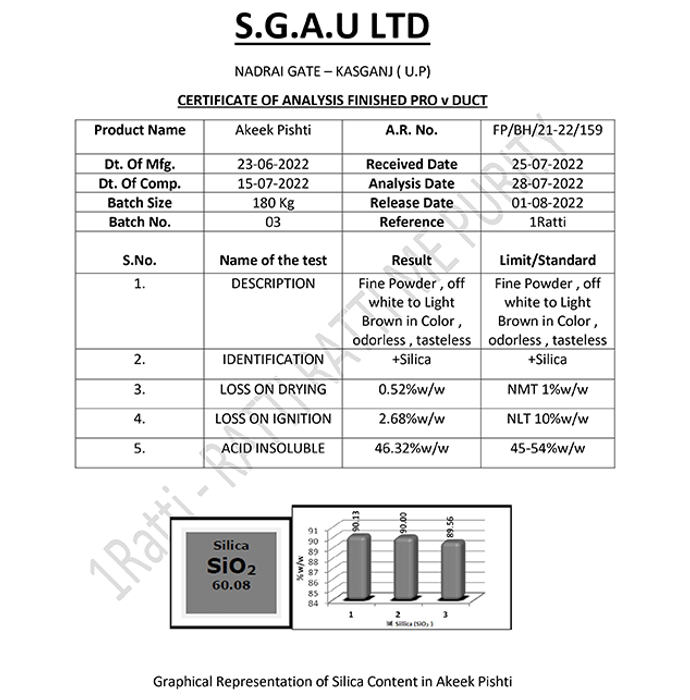 S.G.A.U LTD
NADRAI GATE – KASGANJ ( U.P)
CERTIFICATE OF ANALYSIS FINISHED PRO v DUCT
Product Name Akeek Pishti A.R. No. FP/BH/21-22/159
Dt. Of Mfg. 23-06-2022 Received Date 25-07-2022
Dt. Of Comp. 15-07-2022 Analysis Date 28-07-2022
Batch Size 180 Kg Release Date 01-08-2022
Batch No. 03 Reference 1Ratti
S.No. Name of the test Result Limit/Standard
1. DESCRIPTION Fine Powder , off Fine Powder , off
white to Light white to Light
Brown in Color , Brown in Color ,
odorless , tasteless odorless , tasteless
2. IDENTIFICATION +Silica +Silica
3. LOSS ON DRYING 0.52%w/w NMT 1%w/w
4. LOSS ON IGNITION 2.68%w/w NLT 10%w/w
5. ACID INSOLUBLE 46.32%w/w 45-54%w/w
1Ratti - RATTI RATTI ME PURITY
Silica
SiO₂
60.08
90.13 90.00 89.56
%w/w
91
90
89
88
87
86
85
84
1 2 3
Sillica (SiO₂ )
Graphical Representation of Silica Content in Akeek Pishti